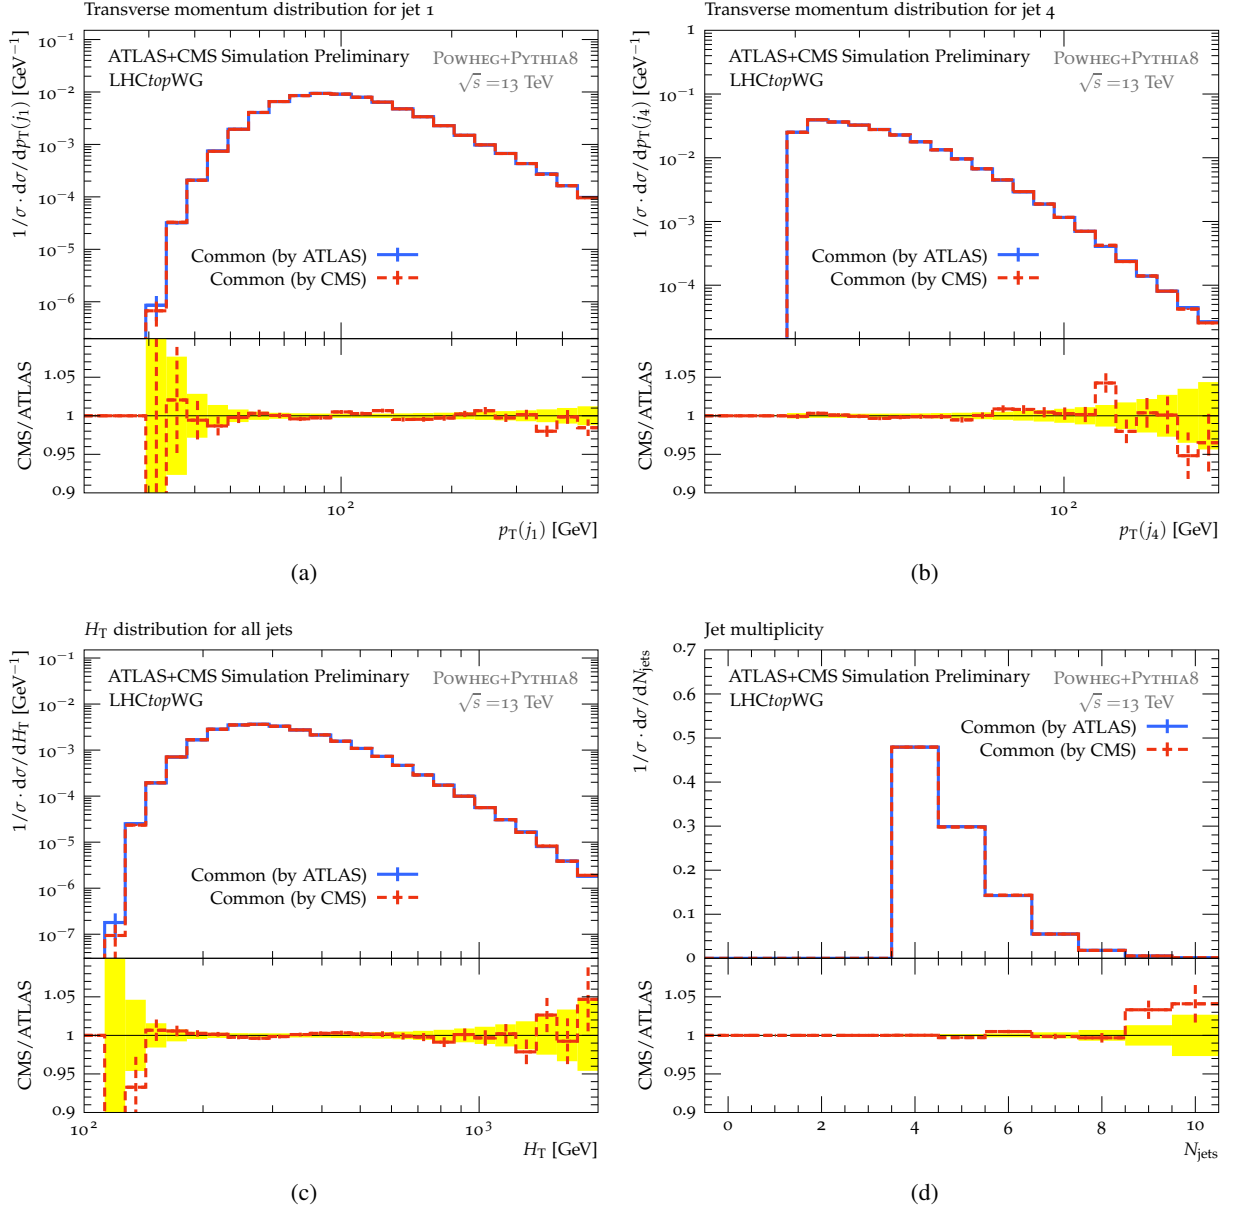 Transverse momentum distribution for jet 1
ATLAS+CMS Simulation Preliminary
LHCtopWG
POWHEG+PYTHIA8
√s =13 TeV
1/σ · dσ/dpT(j1) [GeV⁻¹]
10⁻¹
10⁻²
10⁻³
10⁻⁴
10⁻⁵
10⁻⁶
Common (by ATLAS)
Common (by CMS)
CMS/ATLAS
1.05
1
0.95
0.9
10²
pT(j1) [GeV]
(a)
Transverse momentum distribution for jet 4
ATLAS+CMS Simulation Preliminary
LHCtopWG
POWHEG+PYTHIA8
√s =13 TeV
1/σ · dσ/dpT(j4) [GeV⁻¹]
1
10⁻¹
10⁻²
10⁻³
10⁻⁴
Common (by ATLAS)
Common (by CMS)
CMS/ATLAS
1.05
1
0.95
0.9
10²
pT(j4) [GeV]
(b)
HT distribution for all jets
ATLAS+CMS Simulation Preliminary
LHCtopWG
POWHEG+PYTHIA8
√s =13 TeV
1/σ · dσ/dHT [GeV⁻¹]
10⁻¹
10⁻²
10⁻³
10⁻⁴
10⁻⁵
10⁻⁶
10⁻⁷
Common (by ATLAS)
Common (by CMS)
CMS/ATLAS
1.05
1
0.95
0.9
10² 10³
HT [GeV]
(c)
Jet multiplicity
ATLAS+CMS Simulation Preliminary
LHCtopWG
POWHEG+PYTHIA8
√s =13 TeV
1/σ · dσ/dNjets
0.7
0.6
0.5
0.4
0.3
0.2
0.1
0
Common (by ATLAS)
Common (by CMS)
CMS/ATLAS
1.05
1
0.95
0.9
0 2 4 6 8 10
Njets
(d)